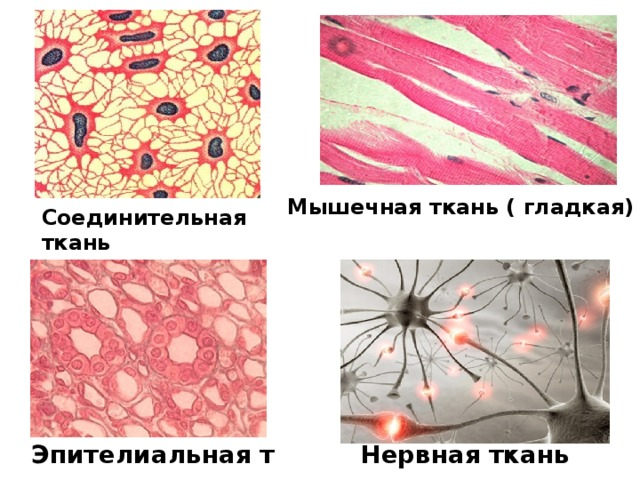 Мышечная ткань ( гладкая)
Соединительная
ткань
Эпителиальная т
Нервная ткань